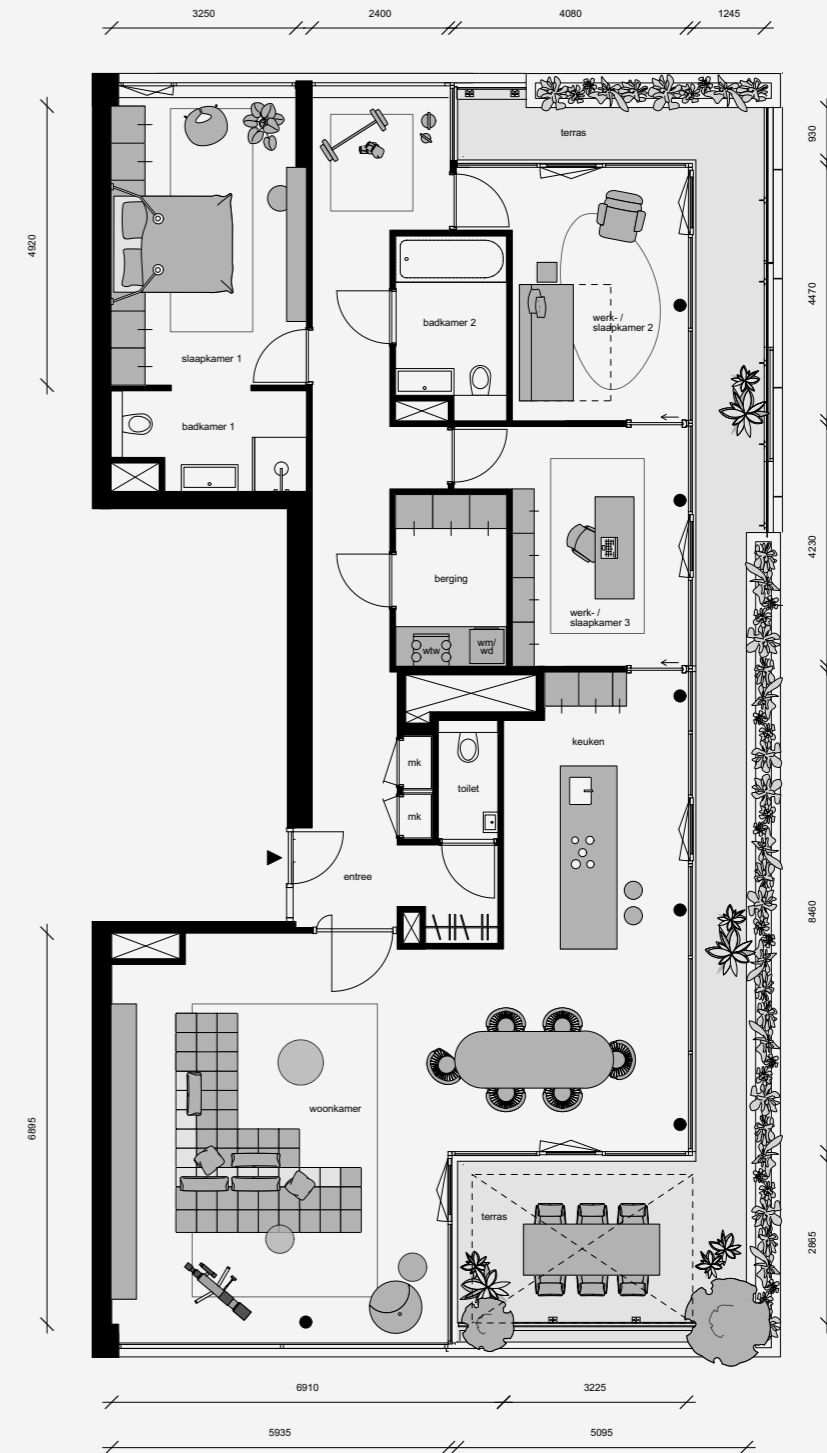 3250
2400
4080
1245
terras
930
4920
4470
werk- /
slaapkamer 2
badkamer 2
slaapkamer 1
badkamer 1
4230
berging
werk- /
slaapkamer 3
wtw
wm/
wd
keuken
mk
toilet
mk
entree
8460
6895
woonkamer
terras
2865
6910
3225
5935
5095